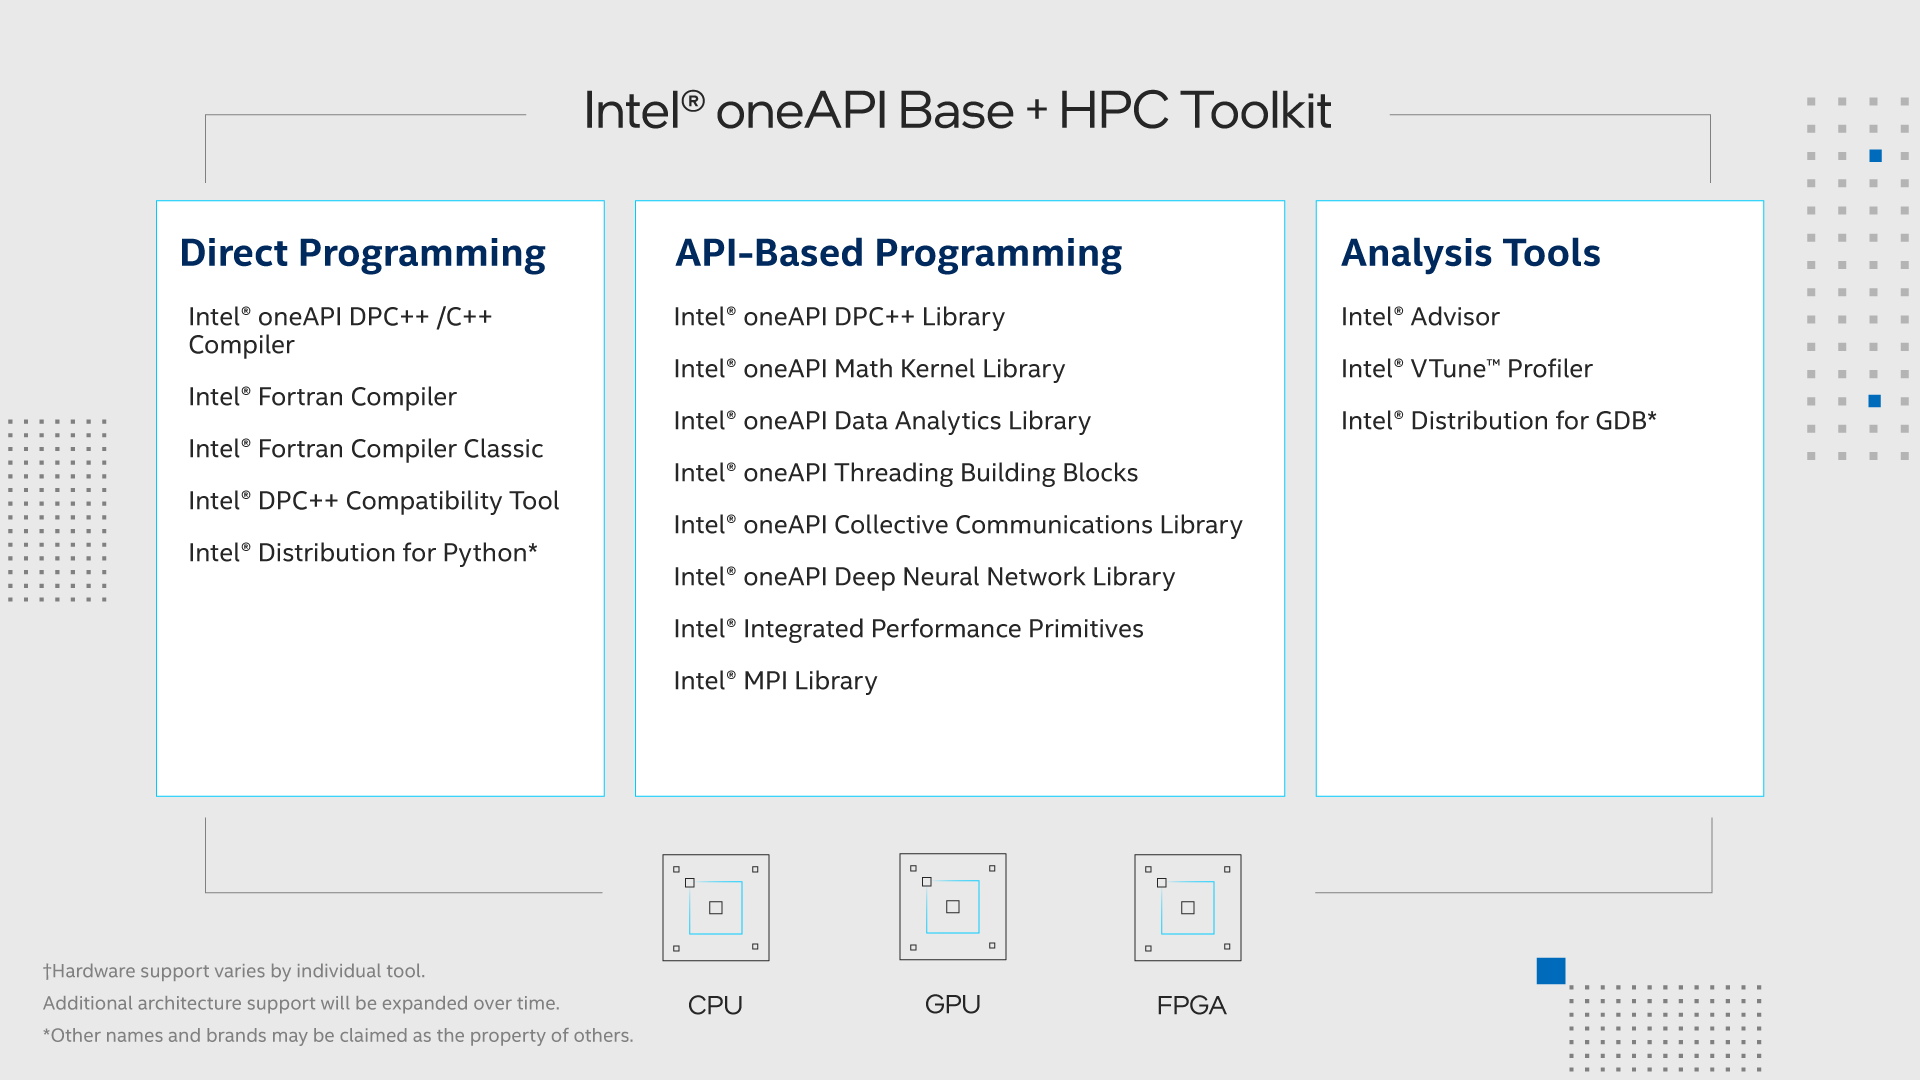 Intel® oneAPI Base + HPC Toolkit
Direct Programming
Intel® oneAPI DPC++ /C++
Compiler
Intel® Fortran Compiler
Intel® Fortran Compiler Classic
Intel® DPC++ Compatibility Tool
Intel® Distribution for Python*
API-Based Programming
Intel® oneAPI DPC++ Library
Intel® oneAPI Math Kernel Library
Intel® oneAPI Data Analytics Library
Intel® oneAPI Threading Building Blocks
Intel® oneAPI Collective Communications Library
Intel® oneAPI Deep Neural Network Library
Intel® Integrated Performance Primitives
Intel® MPI Library
Analysis Tools
Intel® Advisor
Intel® VTune™ Profiler
Intel® Distribution for GDB*
CPU
GPU
FPGA
†Hardware support varies by individual tool.
Additional architecture support will be expanded over time.
*Other names and brands may be claimed as the property of others.